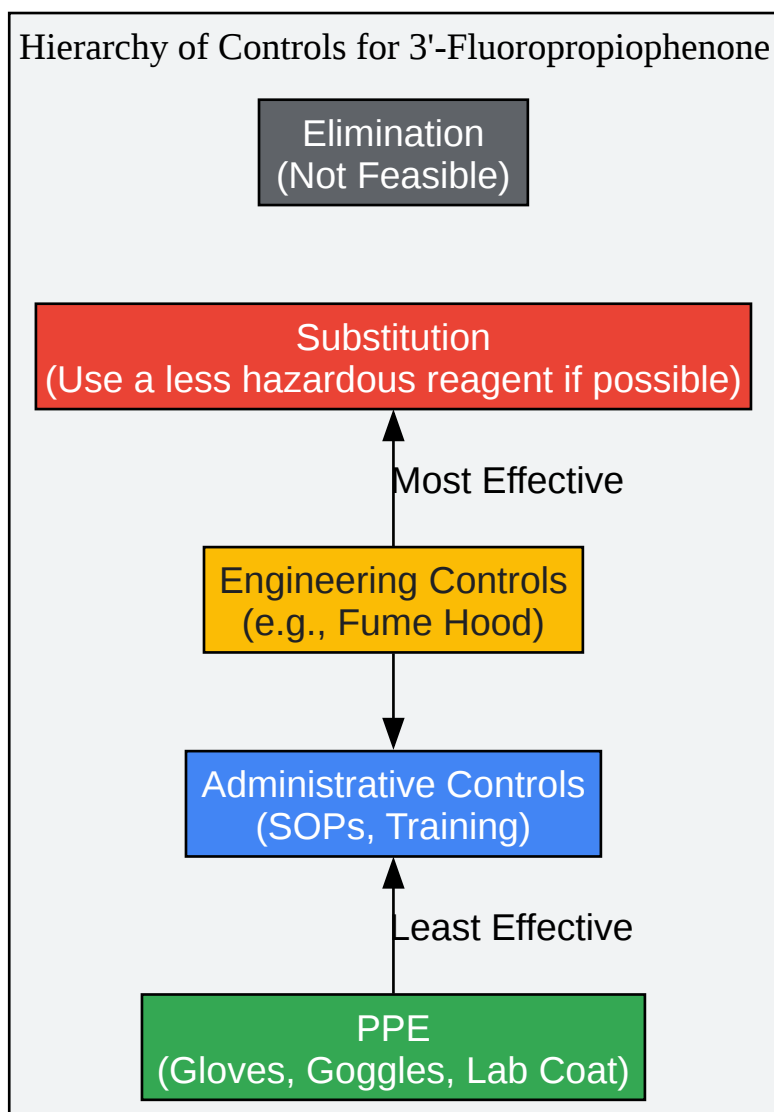 Hierarchy of Controls for 3'-Fluoropropiophenone
Elimination
(Not Feasible)
Substitution
(Use a less hazardous reagent if possible)
Most Effective
Engineering Controls
(e.g., Fume Hood)
Administrative Controls
(SOPs, Training)
Least Effective
PPE
(Gloves, Goggles, Lab Coat)